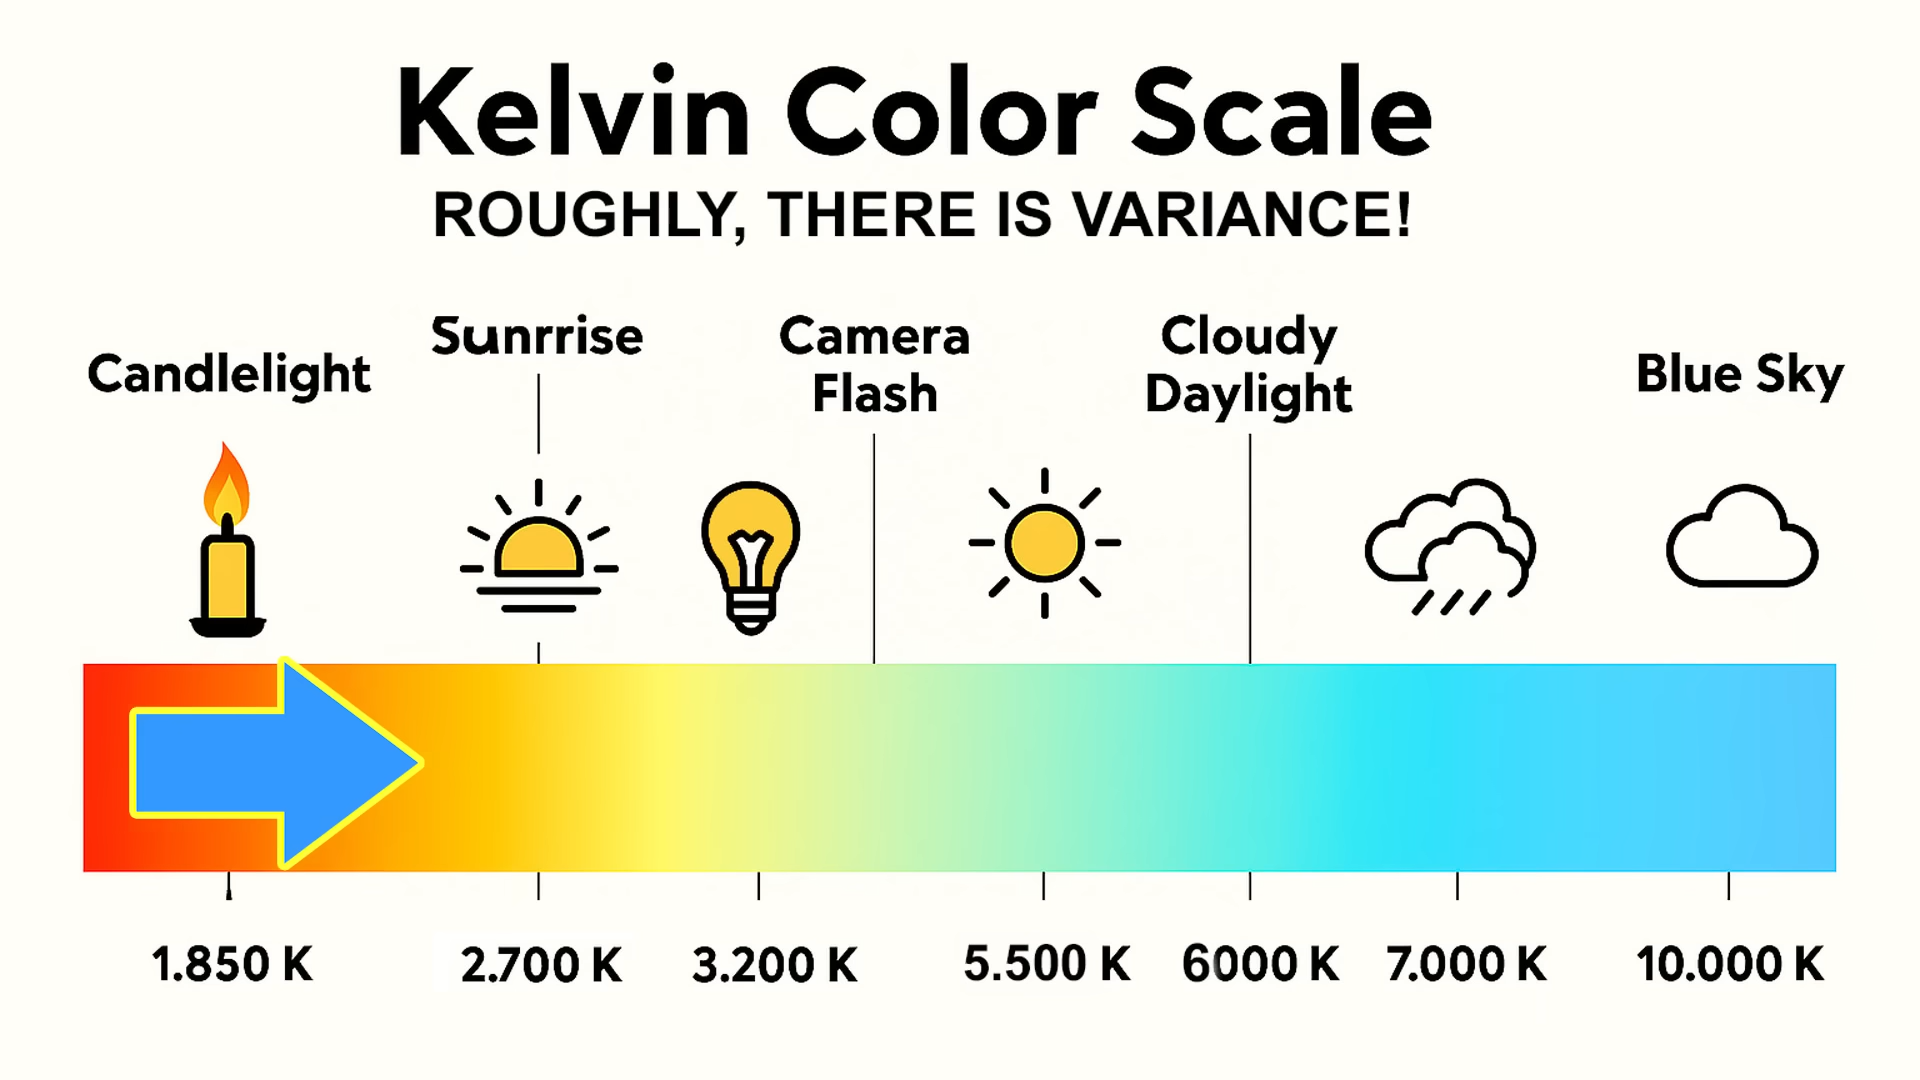 Kelvin Color Scale
ROUGHLY, THERE IS VARIANCE!
Candlelight
Sunrrise
Camera
Flash
Cloudy
Daylight
Blue Sky
1.850 K
2.700 K
3.200 K
5.500 K
6000 K
7.000 K
10.000 K